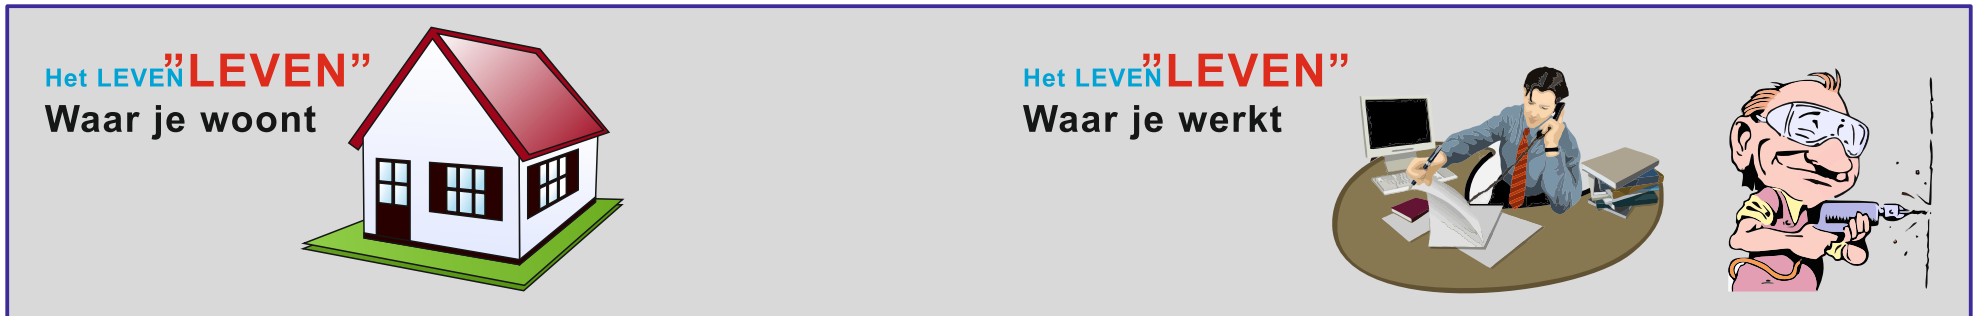 Het LEVEN "LEVEN"
Waar je woont
Het LEVEN "LEVEN"
Waar je werkt